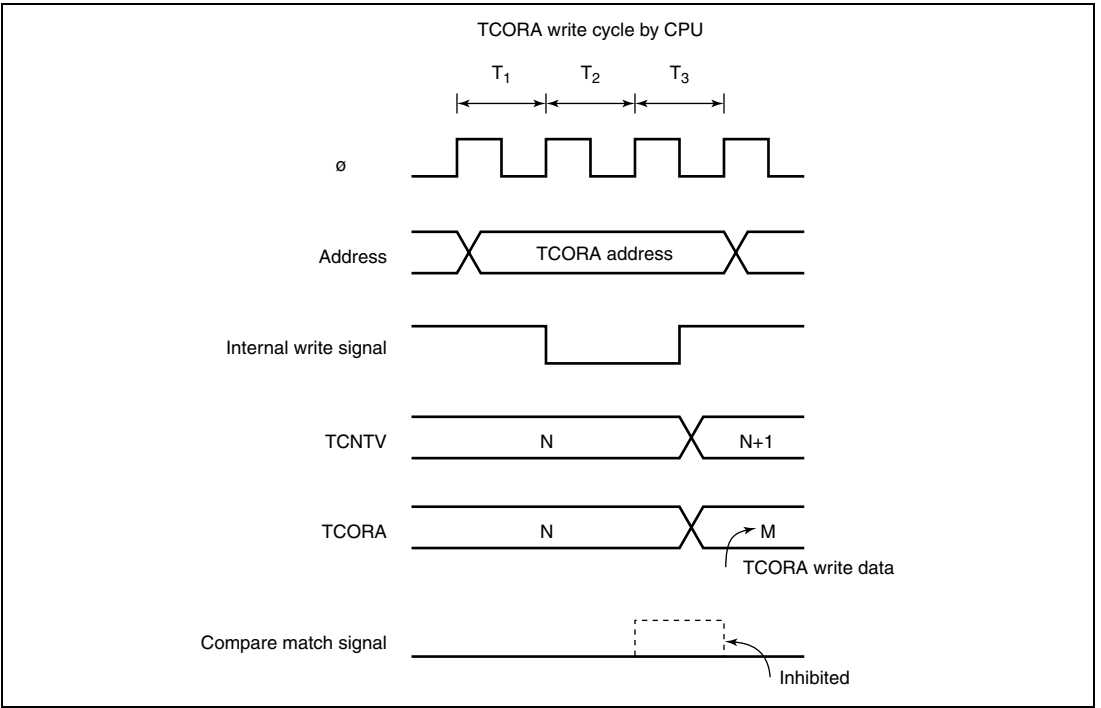 TCORA write cycle by CPU
T1 T2 T3
ø
Address TCORA address
Internal write signal
TCNTV N N+1
TCORA N M
TCORA write data
Compare match signal
Inhibited